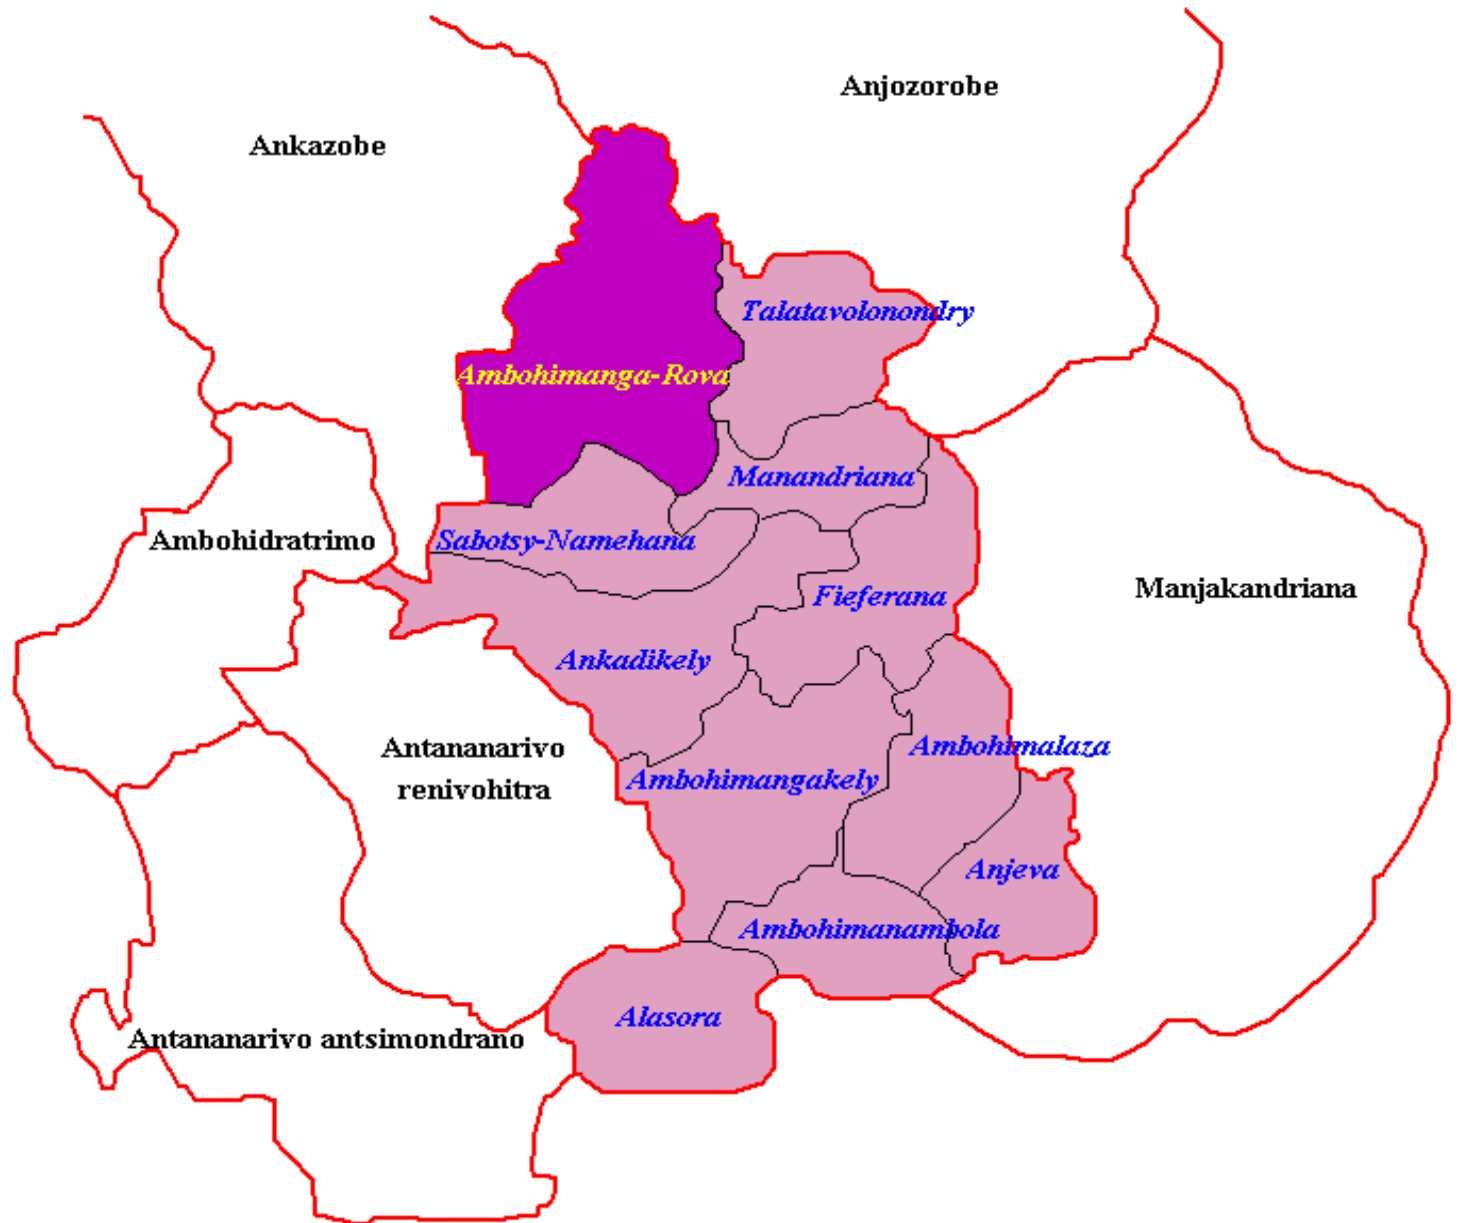 Anjozorobe
Ankazobe
Talatavolonondry
Ambohimanga-Rova
Manandriana
Ambohidratrimo
Sabotsy-Namehana
Manjakandriana
Fieferana
Ankadikely
Antananarivo
renivohitra
Ambohimalaza
Ambohimangakely
Anjeva
Ambohimanambola
Alasora
Antananarivo antsimondrano